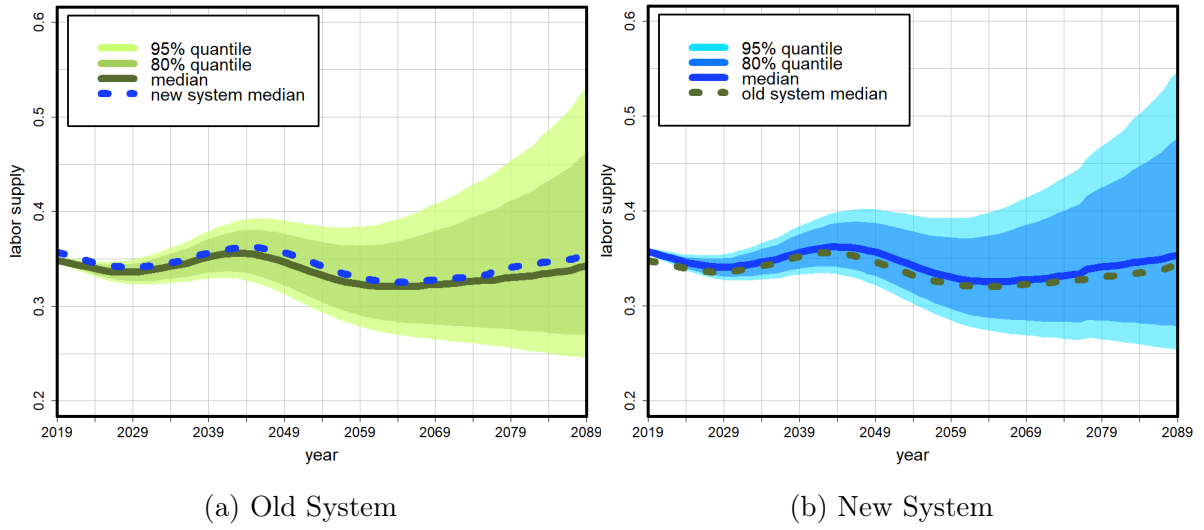 95% quantile
80% quantile
median
new system median
labor supply
0.6
0.5
0.4
0.3
0.2
2019 2029 2039 2049 2059 2069 2079 2089
year
(a) Old System
95% quantile
80% quantile
median
old system median
labor supply
0.6
0.5
0.4
0.3
0.2
2019 2029 2039 2049 2059 2069 2079 2089
year
(b) New System